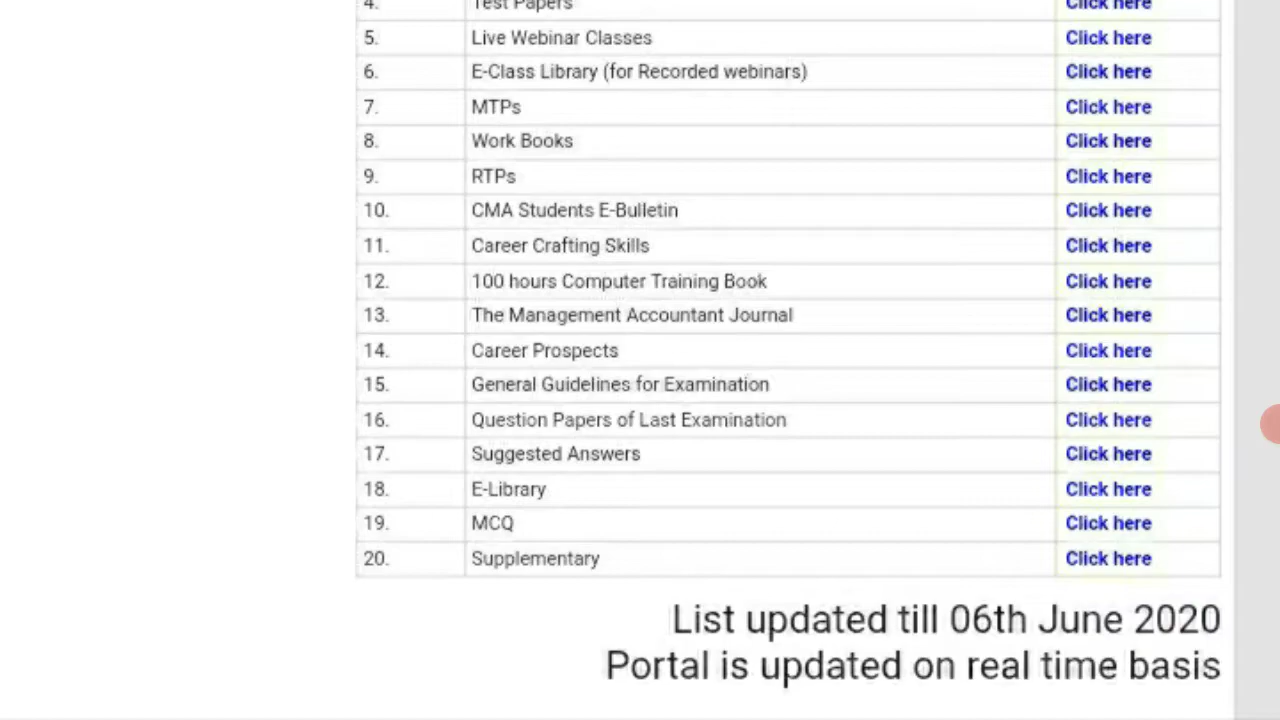 4. Test Papers Click here
5. Live Webinar Classes Click here
6. E-Class Library (for Recorded webinars) Click here
7. MTPs Click here
8. Work Books Click here
9. RTPs Click here
10. CMA Students E-Bulletin Click here
11. Career Crafting Skills Click here
12. 100 hours Computer Training Book Click here
13. The Management Accountant Journal Click here
14. Career Prospects Click here
15. General Guidelines for Examination Click here
16. Question Papers of Last Examination Click here
17. Suggested Answers Click here
18. E-Library Click here
19. MCQ Click here
20. Supplementary Click here
List updated till 06th June 2020
Portal is updated on real time basis